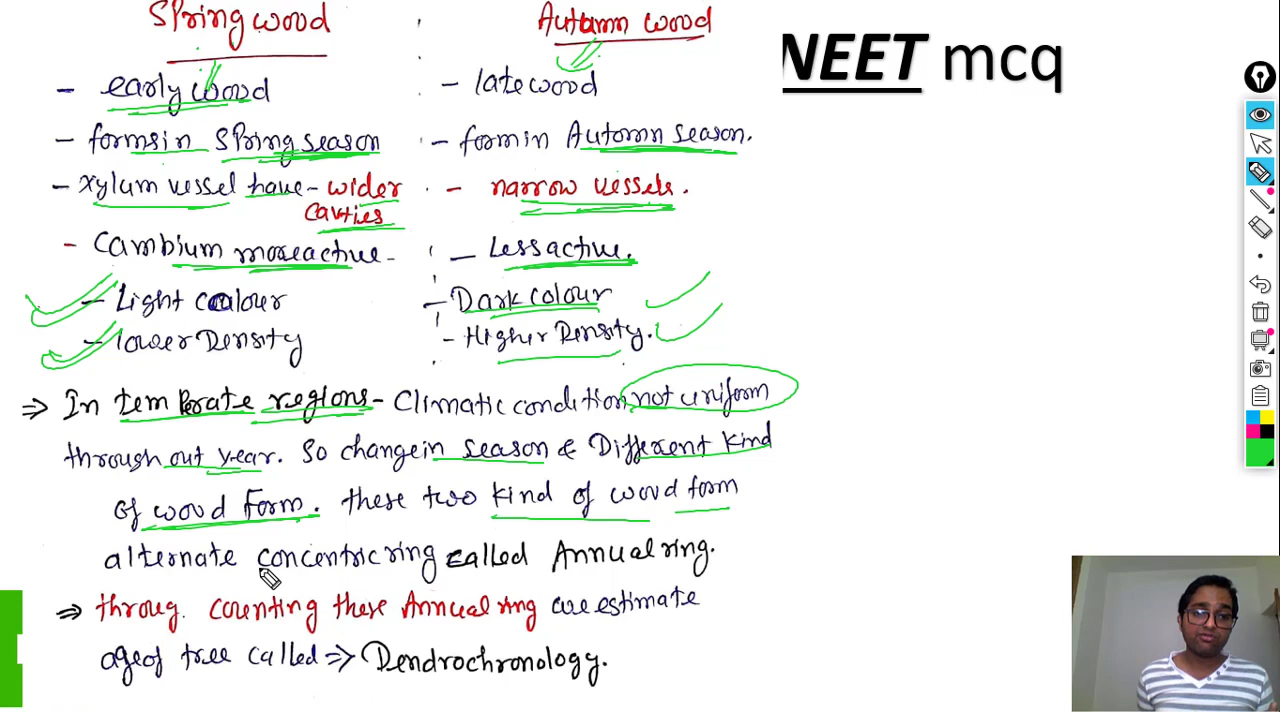 Spring wood : Autumn wood
NEET mcq
- early wood - late wood
- forms in Spring season - form in Autumn season.
- Xylum vessel have - wider cavties - narrow vessels.
- Cambium more active - Less active.
- Light colour - Dark colour
- lower Density - Higher Density.
⇒ In temperate regions - Climatic condition not uniform
through out year. So change in season & Different kind
of wood Form. these two kind of wood form
alternate concentric ring called Annual ring.
⇒ throug. counting these Annual ring we estimate
age of tree called ⇒ Dendrochronology.